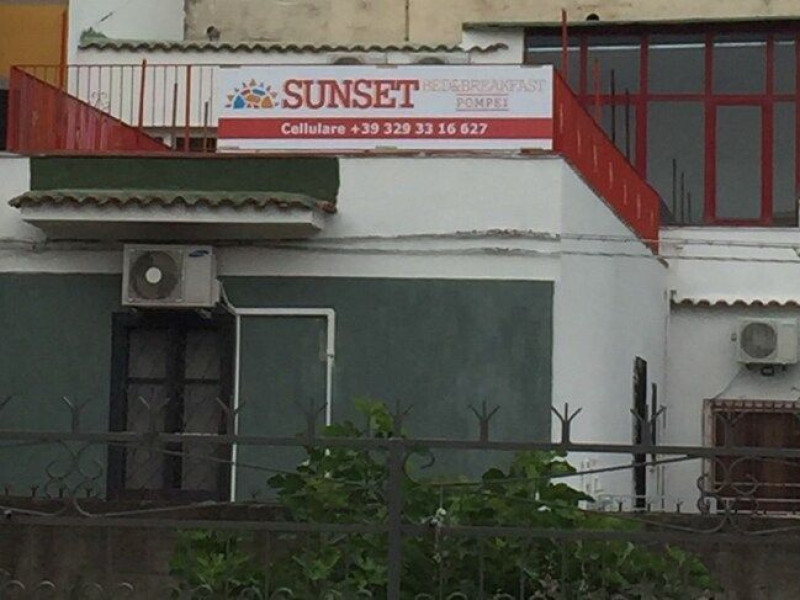 SUNSET BED&BREAKFAST
POMPEI
Cellulare +39 329 33 16 627